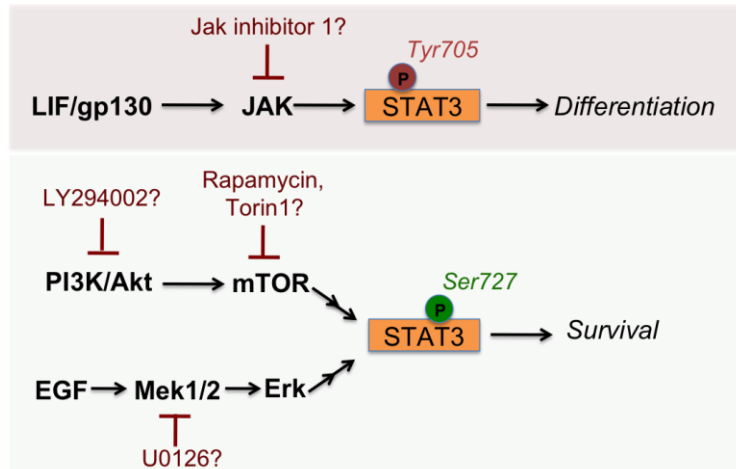 Jak inhibitor 1?
Tyr705
P
LIF/gp130 JAK STAT3 Differentiation
LY294002?
Rapamycin,
Torin1?
PI3K/Akt mTOR
Ser727
P
STAT3 Survival
EGF Mek1/2 Erk
U0126?